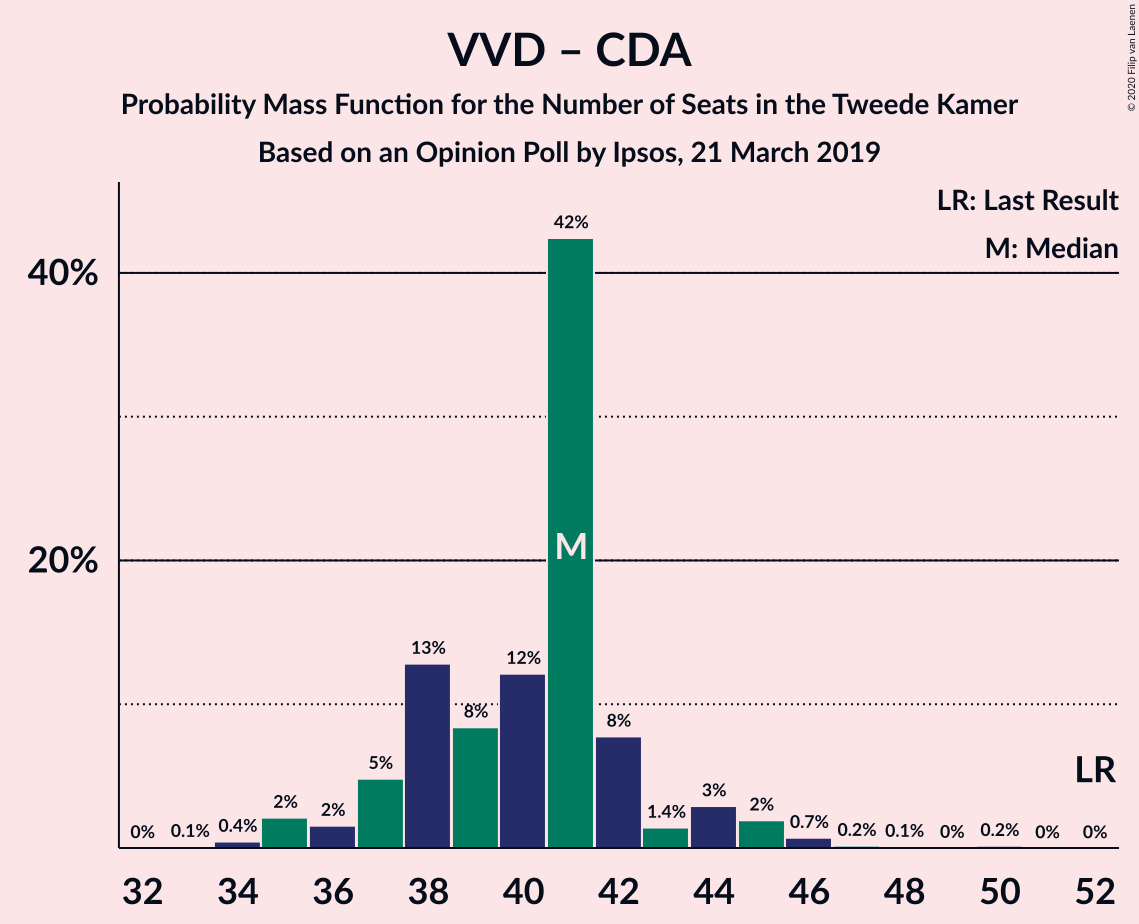 VVD – CDA
Probability Mass Function for the Number of Seats in the Tweede Kamer
Based on an Opinion Poll by Ipsos, 21 March 2019
© 2020 Filip van Laenen
LR: Last Result
M: Median
42%
40%
M
20%
13%
12%
8%
8%
5%
LR
3%
2%
2%
2%
1.4%
0.7%
0% 0.1% 0.4%
0.2% 0.1% 0% 0.2% 0% 0%
32 34 36 38 40 42 44 46 48 50 52